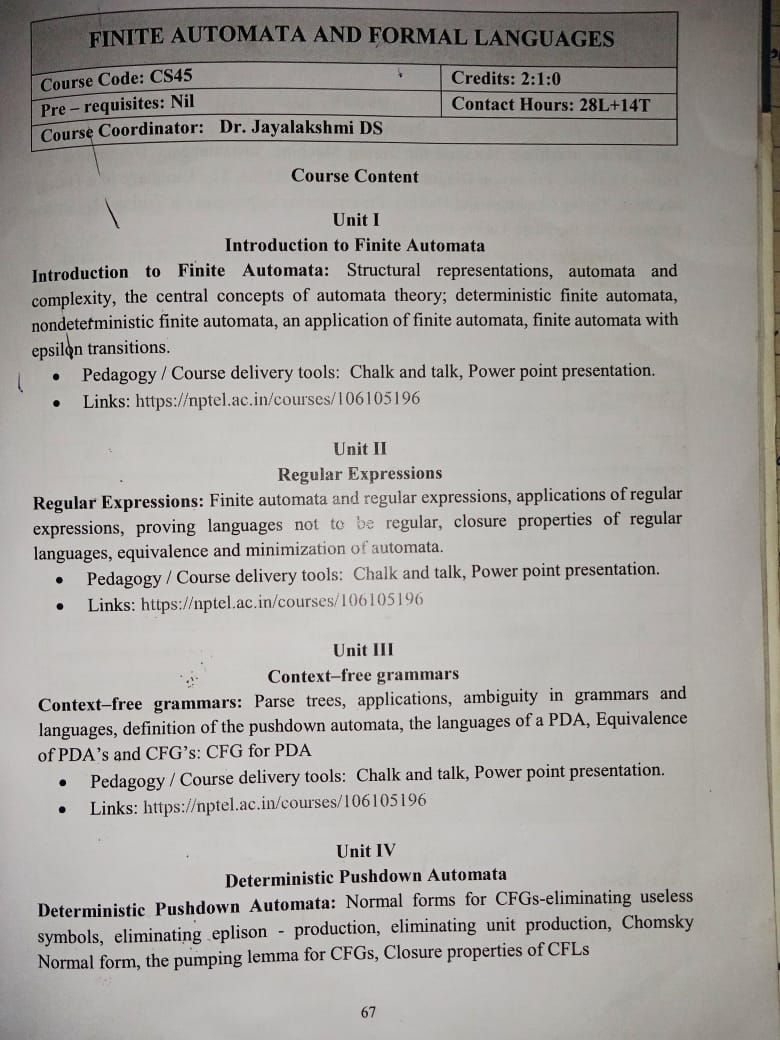 FINITE AUTOMATA AND FORMAL LANGUAGES
Course Code: CS45
Credits: 2:1:0
Pre – requisites: Nil
Contact Hours: 28L+14T
Course Coordinator: Dr. Jayalakshmi DS
Course Content
Unit I
Introduction to Finite Automata
Introduction to Finite Automata: Structural representations, automata and
complexity, the central concepts of automata theory; deterministic finite automata,
nondeterministic finite automata, an application of finite automata, finite automata with
epsilon transitions.
• Pedagogy / Course delivery tools: Chalk and talk, Power point presentation.
• Links: https://nptel.ac.in/courses/106105196
Unit II
Regular Expressions
Regular Expressions: Finite automata and regular expressions, applications of regular
expressions, proving languages not to be regular, closure properties of regular
languages, equivalence and minimization of automata.
• Pedagogy / Course delivery tools: Chalk and talk, Power point presentation.
• Links: https://nptel.ac.in/courses/106105196
Unit III
Context–free grammars
Context–free grammars: Parse trees, applications, ambiguity in grammars and
languages, definition of the pushdown automata, the languages of a PDA, Equivalence
of PDA's and CFG's: CFG for PDA
• Pedagogy / Course delivery tools: Chalk and talk, Power point presentation.
• Links: https://nptel.ac.in/courses/106105196
Unit IV
Deterministic Pushdown Automata
Deterministic Pushdown Automata: Normal forms for CFGs-eliminating useless
symbols, eliminating eplison - production, eliminating unit production, Chomsky
Normal form, the pumping lemma for CFGs, Closure properties of CFLs
67